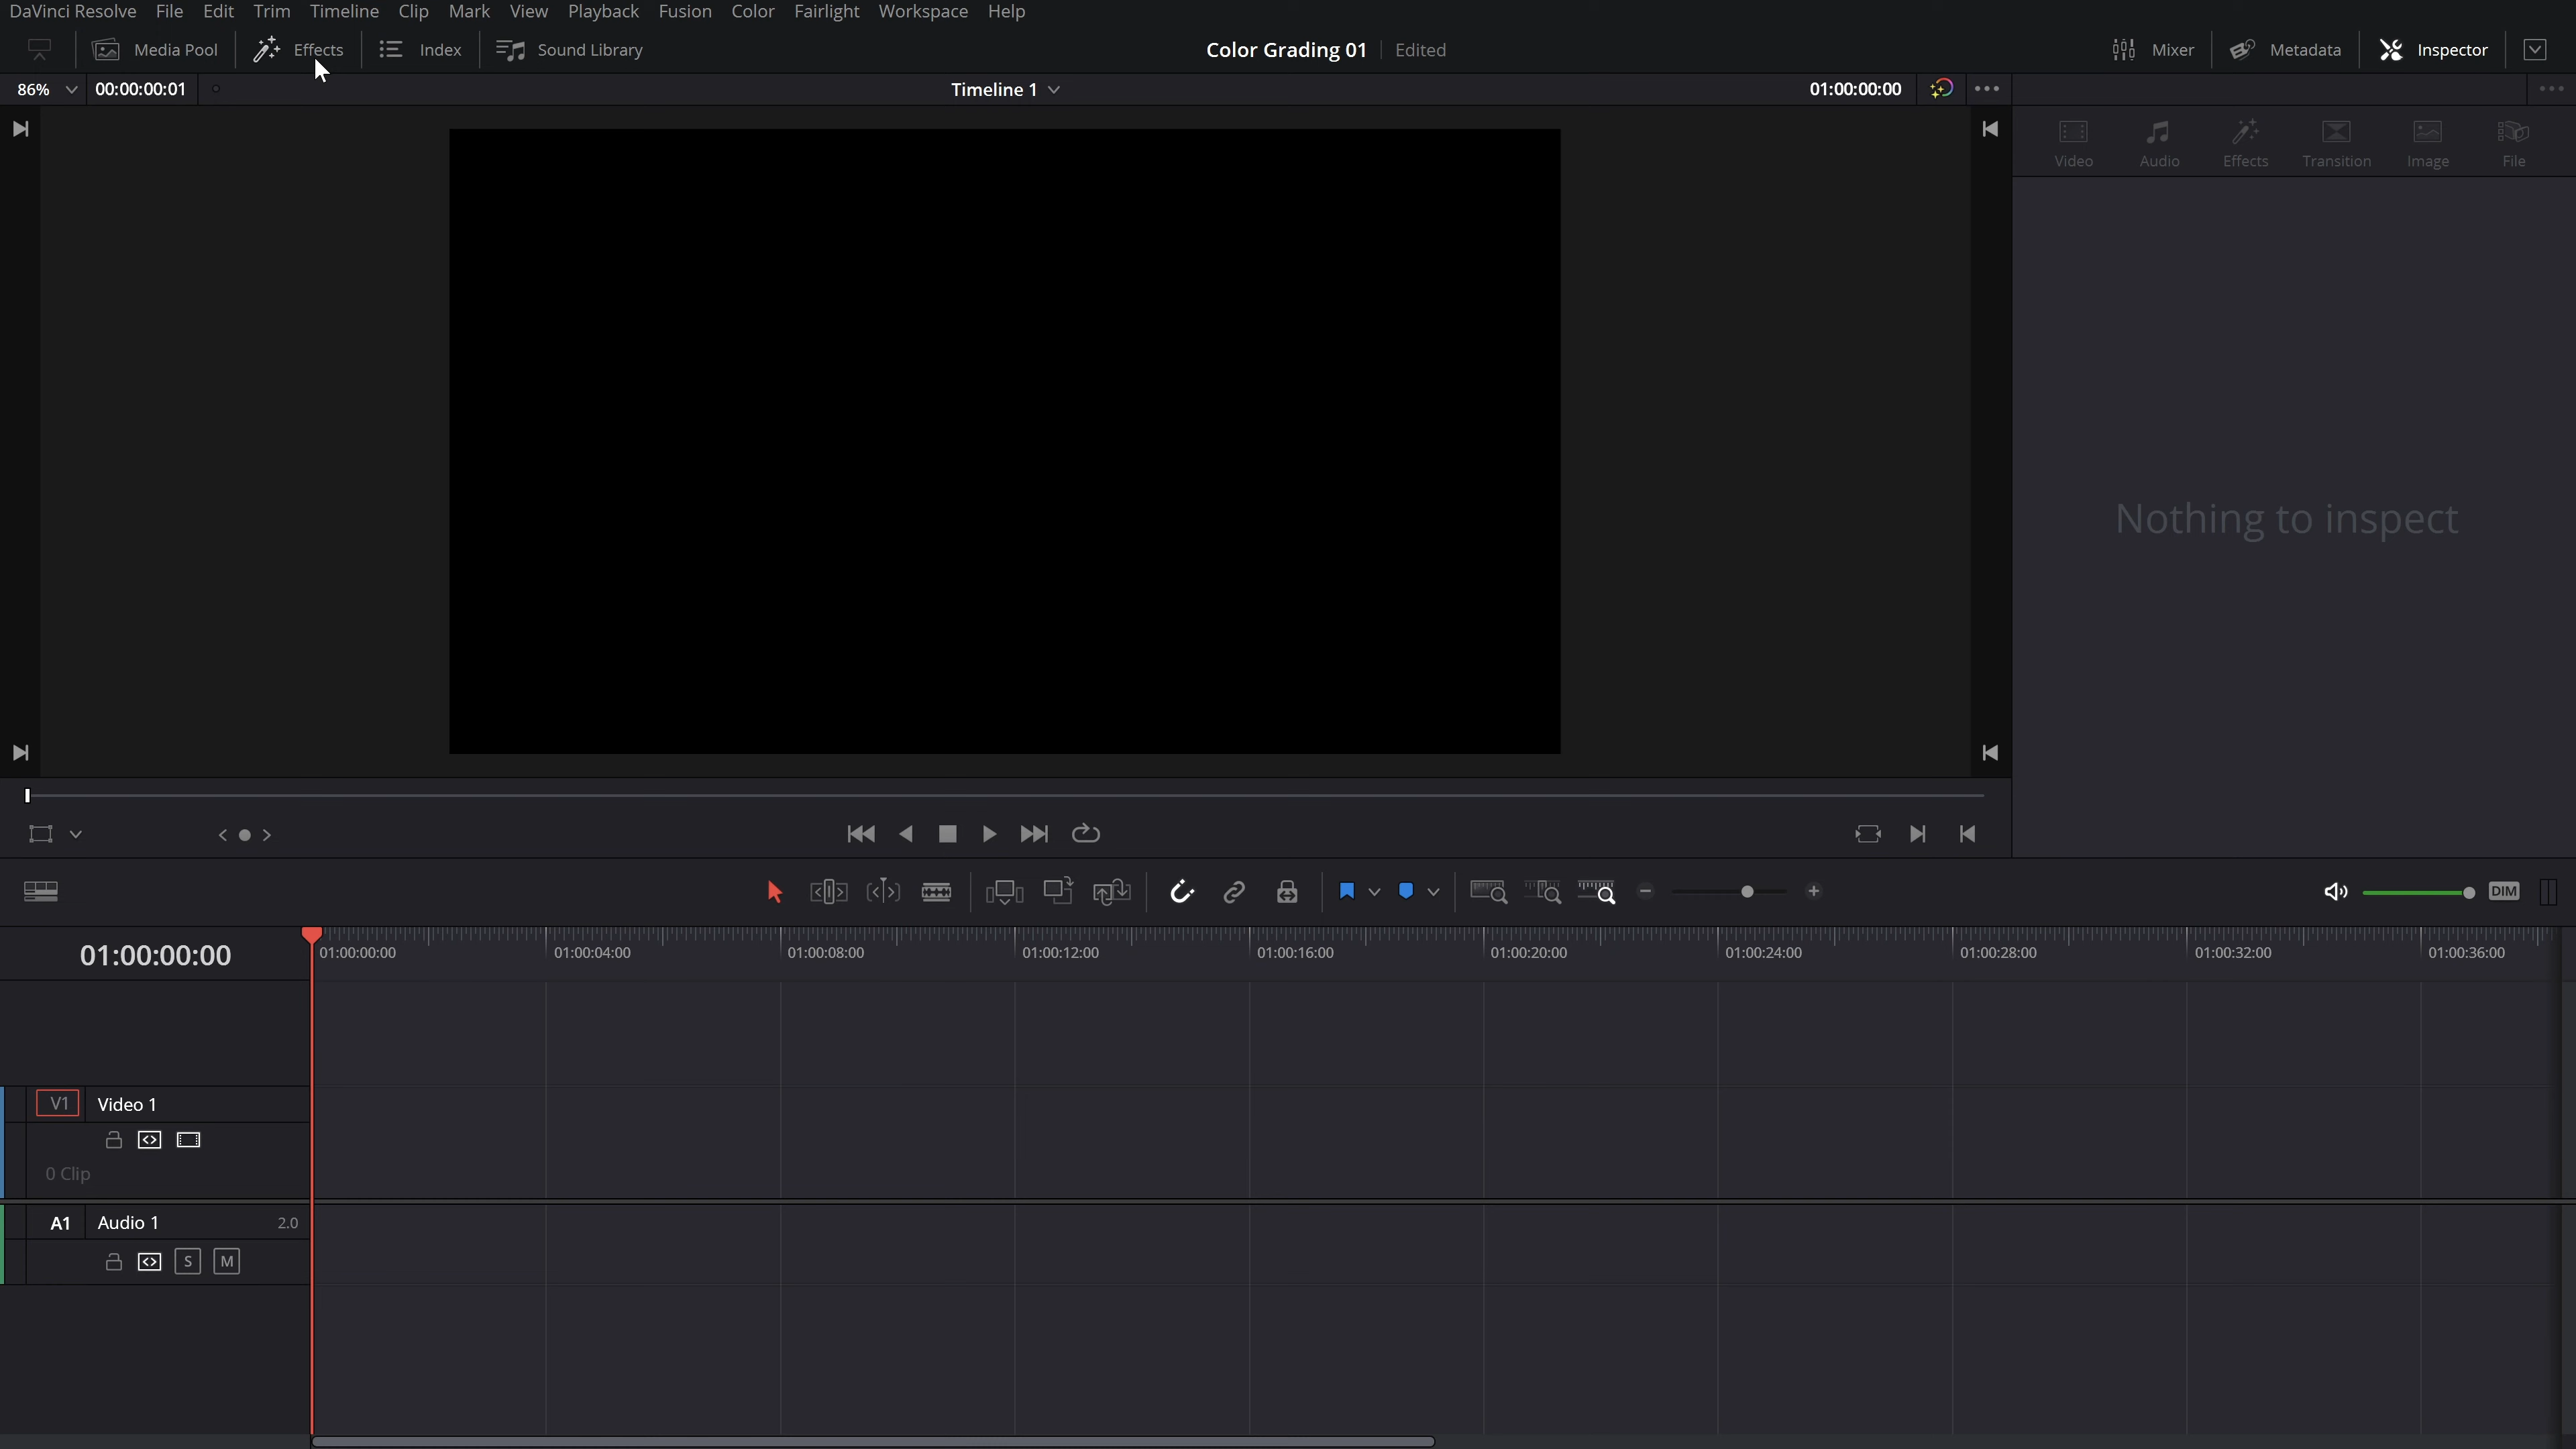 DaVinci Resolve File Edit Trim Timeline Clip Mark View Playback Fusion Color Fairlight Workspace Help
Media Pool Effects Index Sound Library Color Grading 01 Edited Mixer Metadata Inspector
86% 00:00:00:01 Timeline 1 01:00:00:00
Video Audio Effects Transition Image File
Nothing to inspect
DIM
01:00:00:00 01:00:00:00 01:00:04:00 01:00:08:00 01:00:12:00 01:00:16:00 01:00:20:00 01:00:24:00 01:00:28:00 01:00:32:00 01:00:36:00
V1 Video 1
0 Clip
A1 Audio 1 2.0
S M